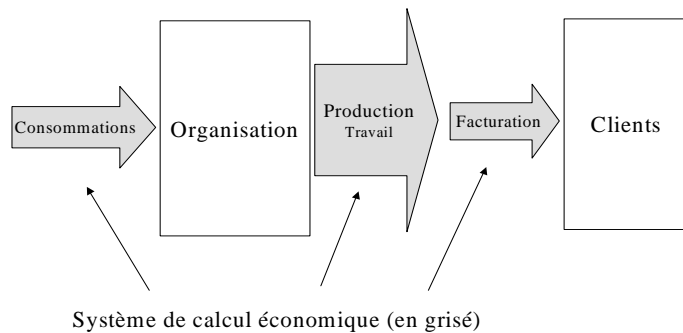 Consommations
Organisation
Production
Travail
Facturation
Clients
Système de calcul économique (en grisé)